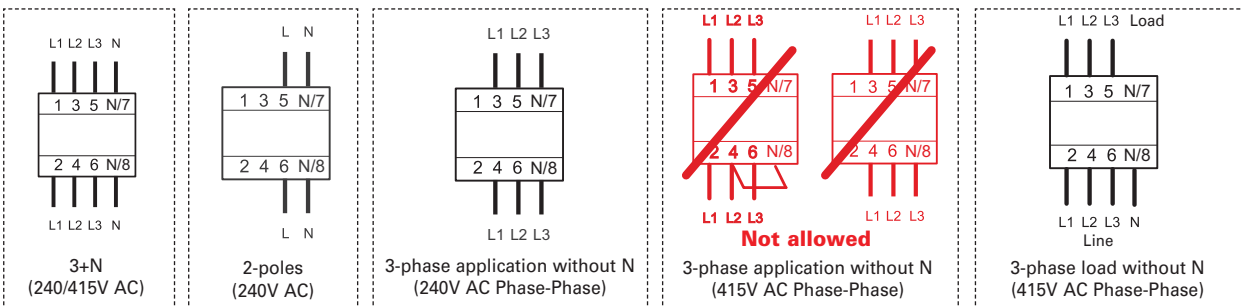 L1 L2 L3 N
1 3 5 N/7
2 4 6 N/8
L1 L2 L3 N
3+N
(240/415V AC)
L N
1 3 5 N/7
2 4 6 N/8
L N
2-poles
(240V AC)
L1 L2 L3
1 3 5 N/7
2 4 6 N/8
L1 L2 L3
3-phase application without N
(240V AC Phase-Phase)
L1 L2 L3
1 3 5 N/7
2 4 6 N/8
L1 L2 L3
L1 L2 L3
1 3 5 N/7
2 4 6 N/8
L1 L2 L3
Not allowed
3-phase application without N
(415V AC Phase-Phase)
L1 L2 L3 Load
1 3 5 N/7
2 4 6 N/8
L1 L2 L3 N
Line
3-phase load without N
(415V AC Phase-Phase)